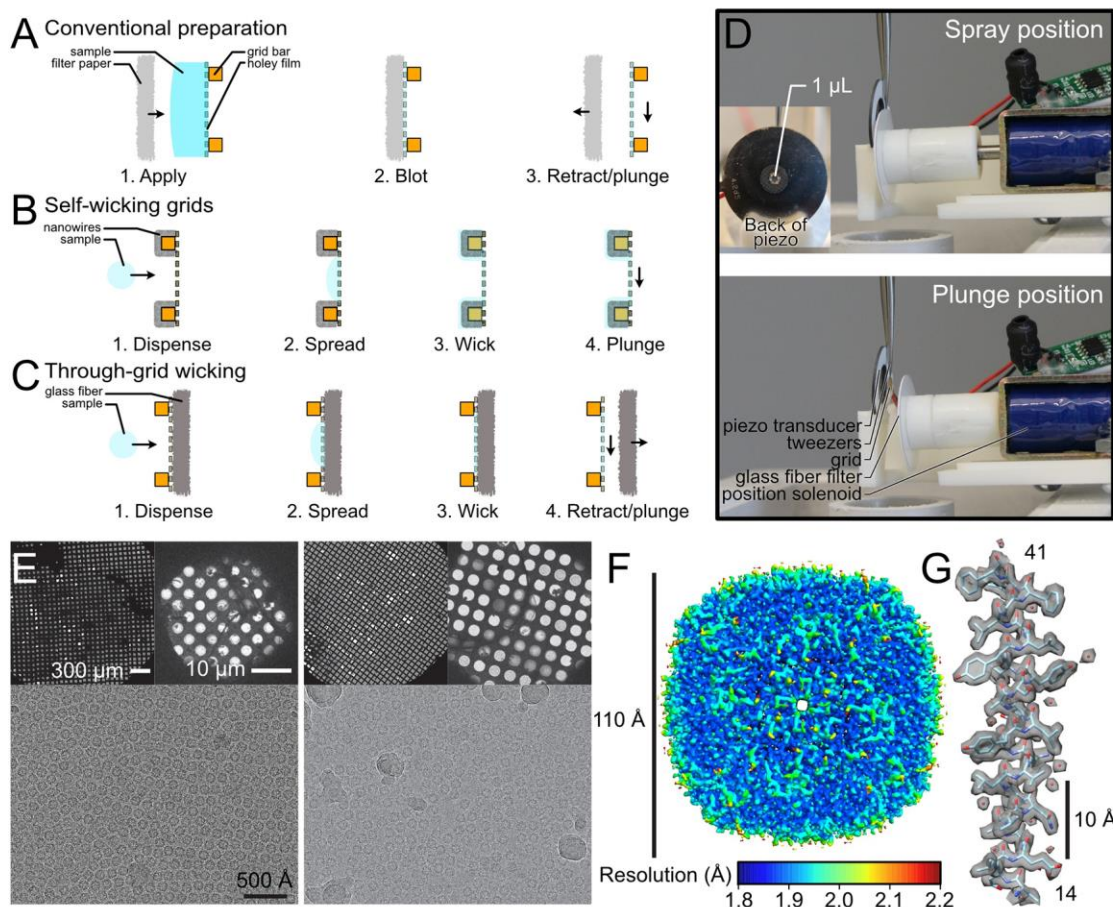 A Conventional preparation
sample
filter paper
grid bar
holey film
1. Apply
2. Blot
3. Retract/plunge
B Self-wicking grids
nanowires
sample
1. Dispense
2. Spread
3. Wick
4. Plunge
C Through-grid wicking
glass fiber
sample
1. Dispense
2. Spread
3. Wick
4. Retract/plunge
D Spray position
1 µL
Back of
piezo
Plunge position
piezo transducer
tweezers
grid
glass fiber filter
position solenoid
E
300 µm
10 µm
500 Å
F
110 Å
Resolution (Å)
1.8 1.9 2.0 2.1 2.2
G
41
10 Å
14